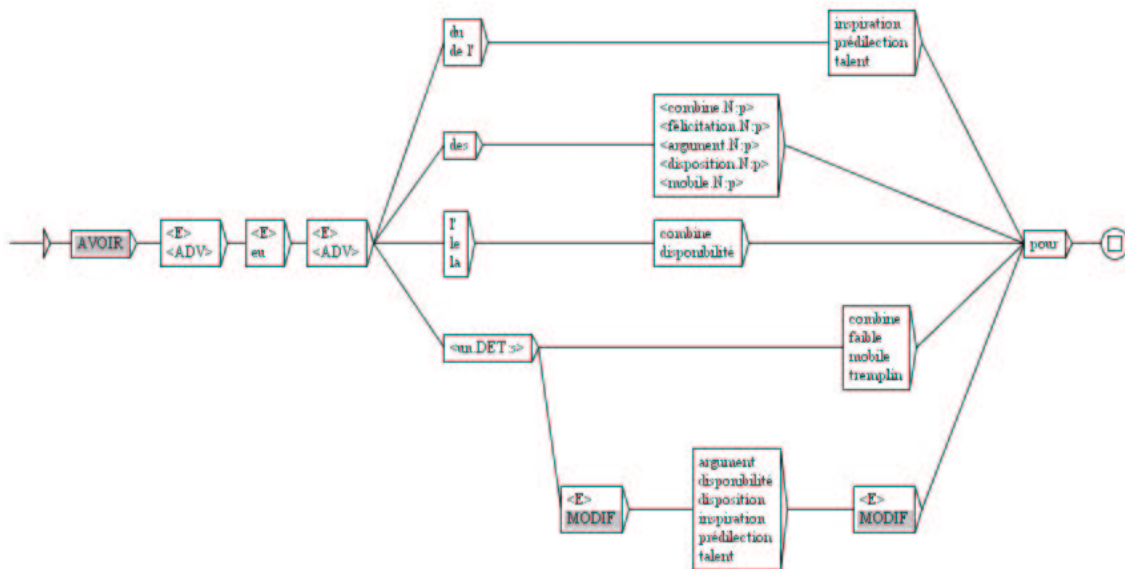 du
de l'
inspiration
prédilection
talent
des
<combine.N:p>
<félicitation.N:p>
<argument.N:p>
<disposition.N:p>
<mobile.N:p>
AVOIR
<E>
<ADV>
<E>
eu
<E>
<ADV>
l'
le
la
combine
disponibilité
pour
<un.DET:s>
combine
faible
mobile
tremplin
<E>
MODIF
argument
disponibilité
disposition
inspiration
prédilection
talent
<E>
MODIF